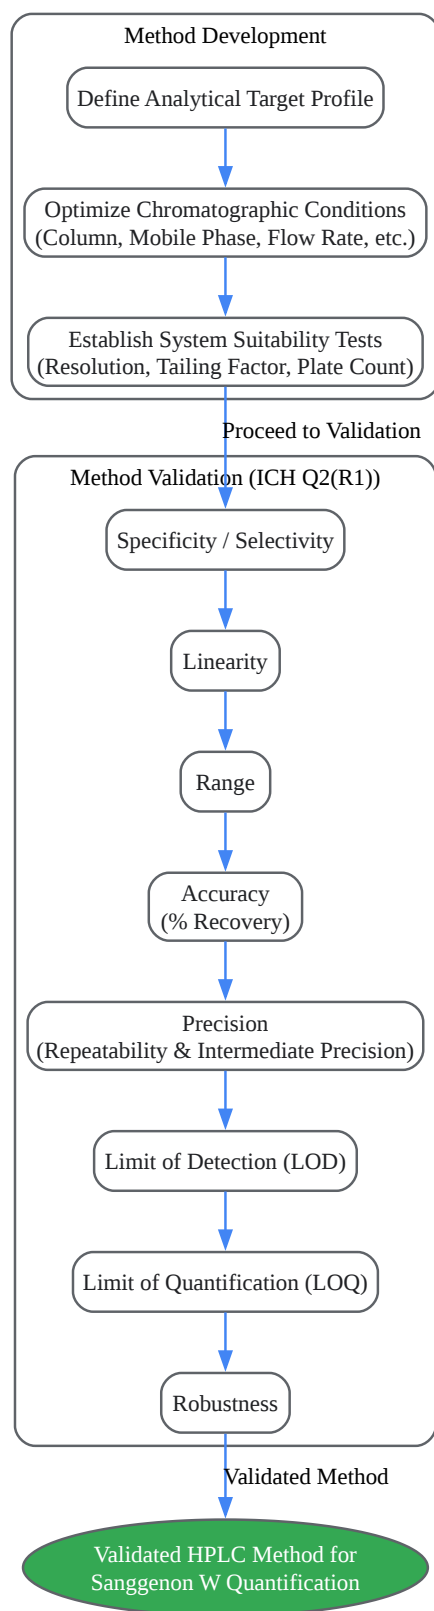 Method Development
Define Analytical Target Profile
Optimize Chromatographic Conditions
(Column, Mobile Phase, Flow Rate, etc.)
Establish System Suitability Tests
(Resolution, Tailing Factor, Plate Count)
Proceed to Validation
Method Validation (ICH Q2(R1))
Specificity / Selectivity
Linearity
Range
Accuracy
(% Recovery)
Precision
(Repeatability & Intermediate Precision)
Limit of Detection (LOD)
Limit of Quantification (LOQ)
Robustness
Validated Method
Validated HPLC Method for
Sanggenon W Quantification